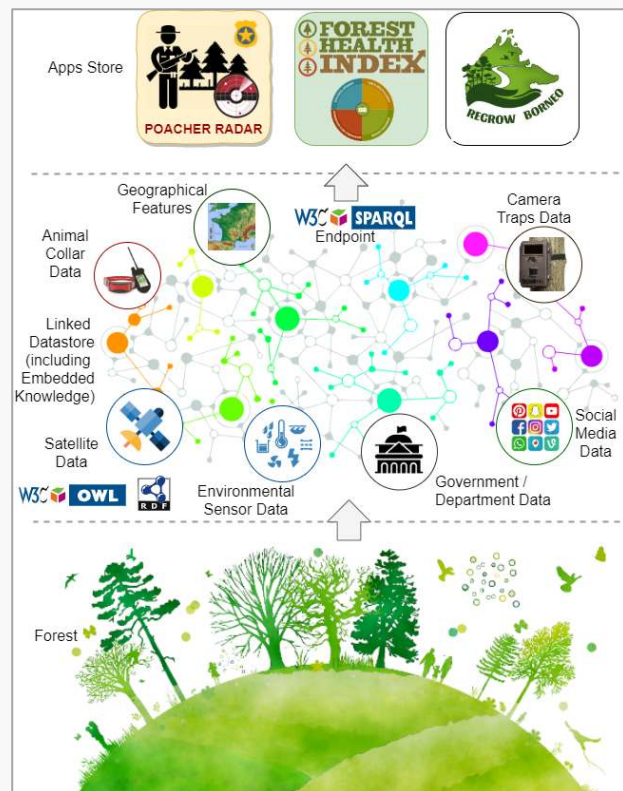 Apps Store
POACHER RADAR
FOREST
HEALTH
INDEX
REGROW BORNEO
Geographical
Features
W3C SPARQL
Endpoint
Camera
Traps Data
Animal
Collar
Data
Linked
Datastore
(including
Embedded
Knowledge)
Satellite
Data
W3C OWL
RDF
Environmental
Sensor Data
Government /
Department Data
Social
Media
Data
Forest